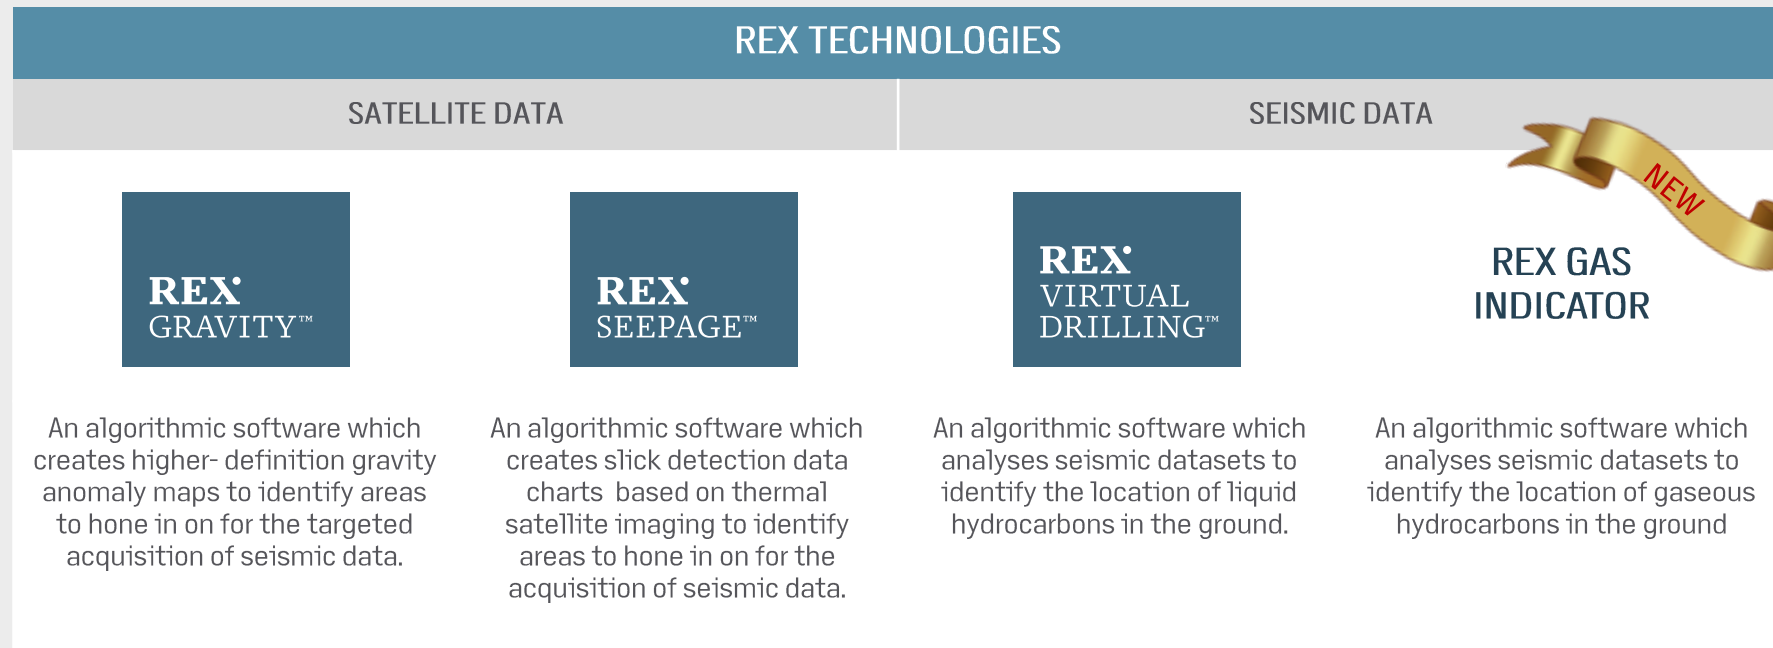 REX TECHNOLOGIES
SATELLITE DATA
SEISMIC DATA
REX
GRAVITY™
An algorithmic software which
creates higher- definition gravity
anomaly maps to identify areas
to hone in on for the targeted
acquisition of seismic data.
REX
SEEPAGE™
An algorithmic software which
creates slick detection data
charts  based on thermal
satellite imaging to identify
areas to hone in on for the
acquisition of seismic data.
REX
VIRTUAL
DRILLING™
An algorithmic software which
analyses seismic datasets to
identify the location of liquid
hydrocarbons in the ground.
NEW
REX GAS
INDICATOR
An algorithmic software which
analyses seismic datasets to
identify the location of gaseous
hydrocarbons in the ground